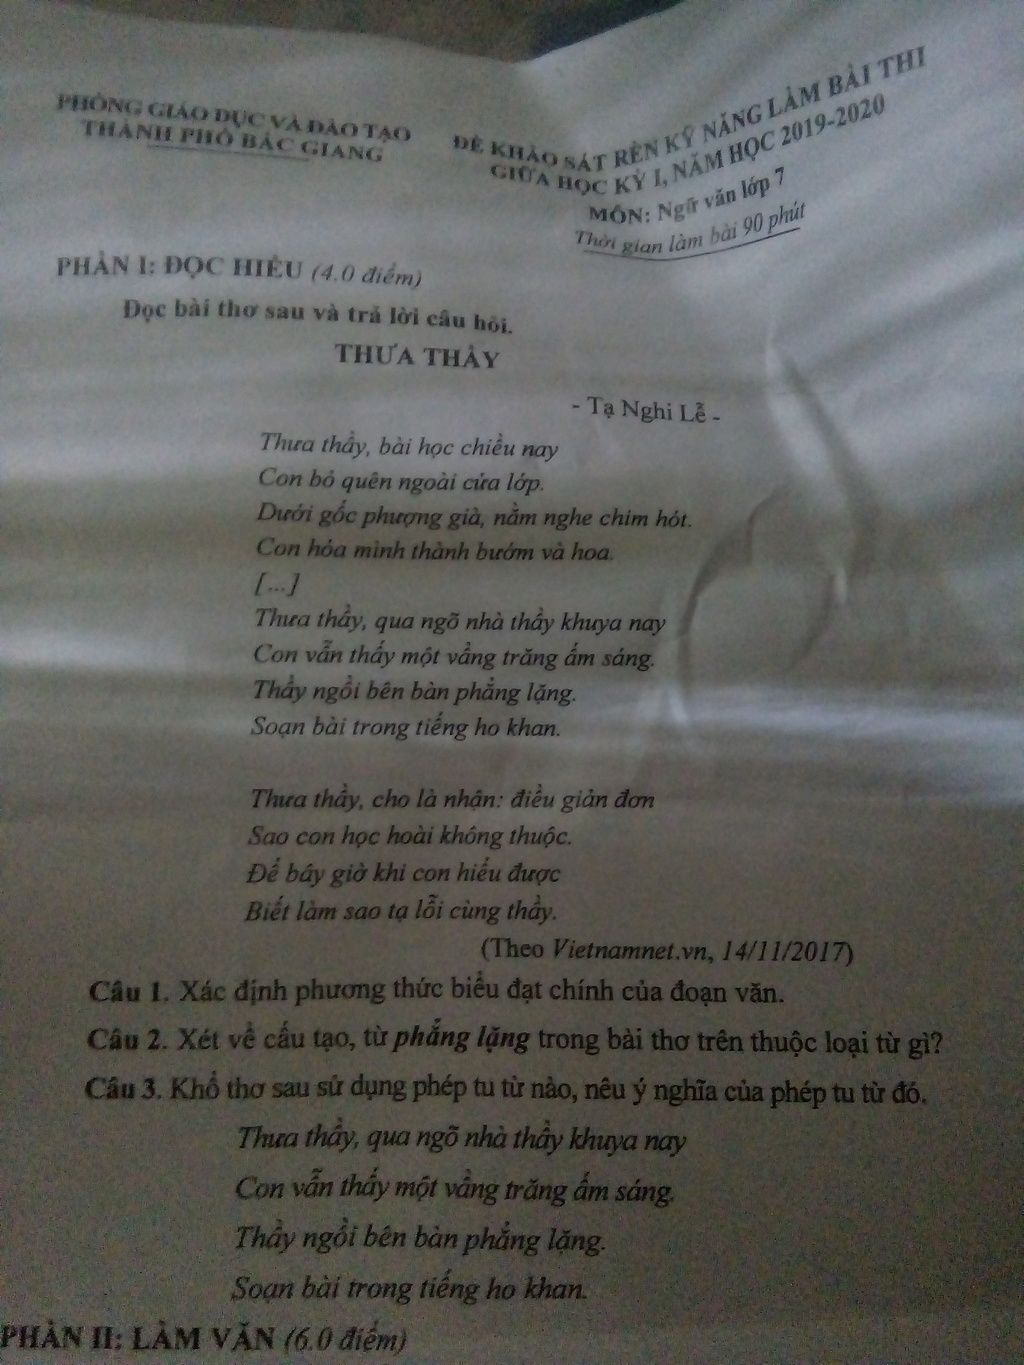 PHÒNG GIÁO DỤC VÀ ĐÀO TẠO
THÀNH PHỐ BẮC GIANG
ĐỀ KHẢO SÁT RÈN KỸ NĂNG LÀM BÀI THI
GIỮA HỌC KỲ I, NĂM HỌC 2019-2020
MÔN: Ngữ văn lớp 7
Thời gian làm bài 90 phút
PHẦN I: ĐỌC HIỂU (4.0 điểm)
Đọc bài thơ sau và trả lời câu hỏi.
THƯA THẦY
- Tạ Nghi Lễ -
Thưa thầy, bài học chiều nay
Con bỏ quên ngoài cửa lớp.
Dưới gốc phượng già, nằm nghe chim hót.
Con hóa mình thành bướm và hoa.
[...]
Thưa thầy, qua ngõ nhà thầy khuya nay
Con vẫn thấy một vầng trăng ấm sáng.
Thầy ngồi bên bàn phẳng lặng.
Soạn bài trong tiếng ho khan.
Thưa thầy, cho là nhận: điều giản đơn
Sao con học hoài không thuộc.
Để bây giờ khi con hiểu được
Biết làm sao tạ lỗi cùng thầy.
(Theo Vietnamnet.vn, 14/11/2017)
Câu 1. Xác định phương thức biểu đạt chính của đoạn văn.
Câu 2. Xét về cấu tạo, từ phẳng lặng trong bài thơ trên thuộc loại từ gì?
Câu 3. Khổ thơ sau sử dụng phép tu từ nào, nêu ý nghĩa của phép tu từ đó.
Thưa thầy, qua ngõ nhà thầy khuya nay
Con vẫn thấy một vầng trăng ấm sáng.
Thầy ngồi bên bàn phẳng lặng.
Soạn bài trong tiếng ho khan.
PHẦN II: LÀM VĂN (6.0 điểm)